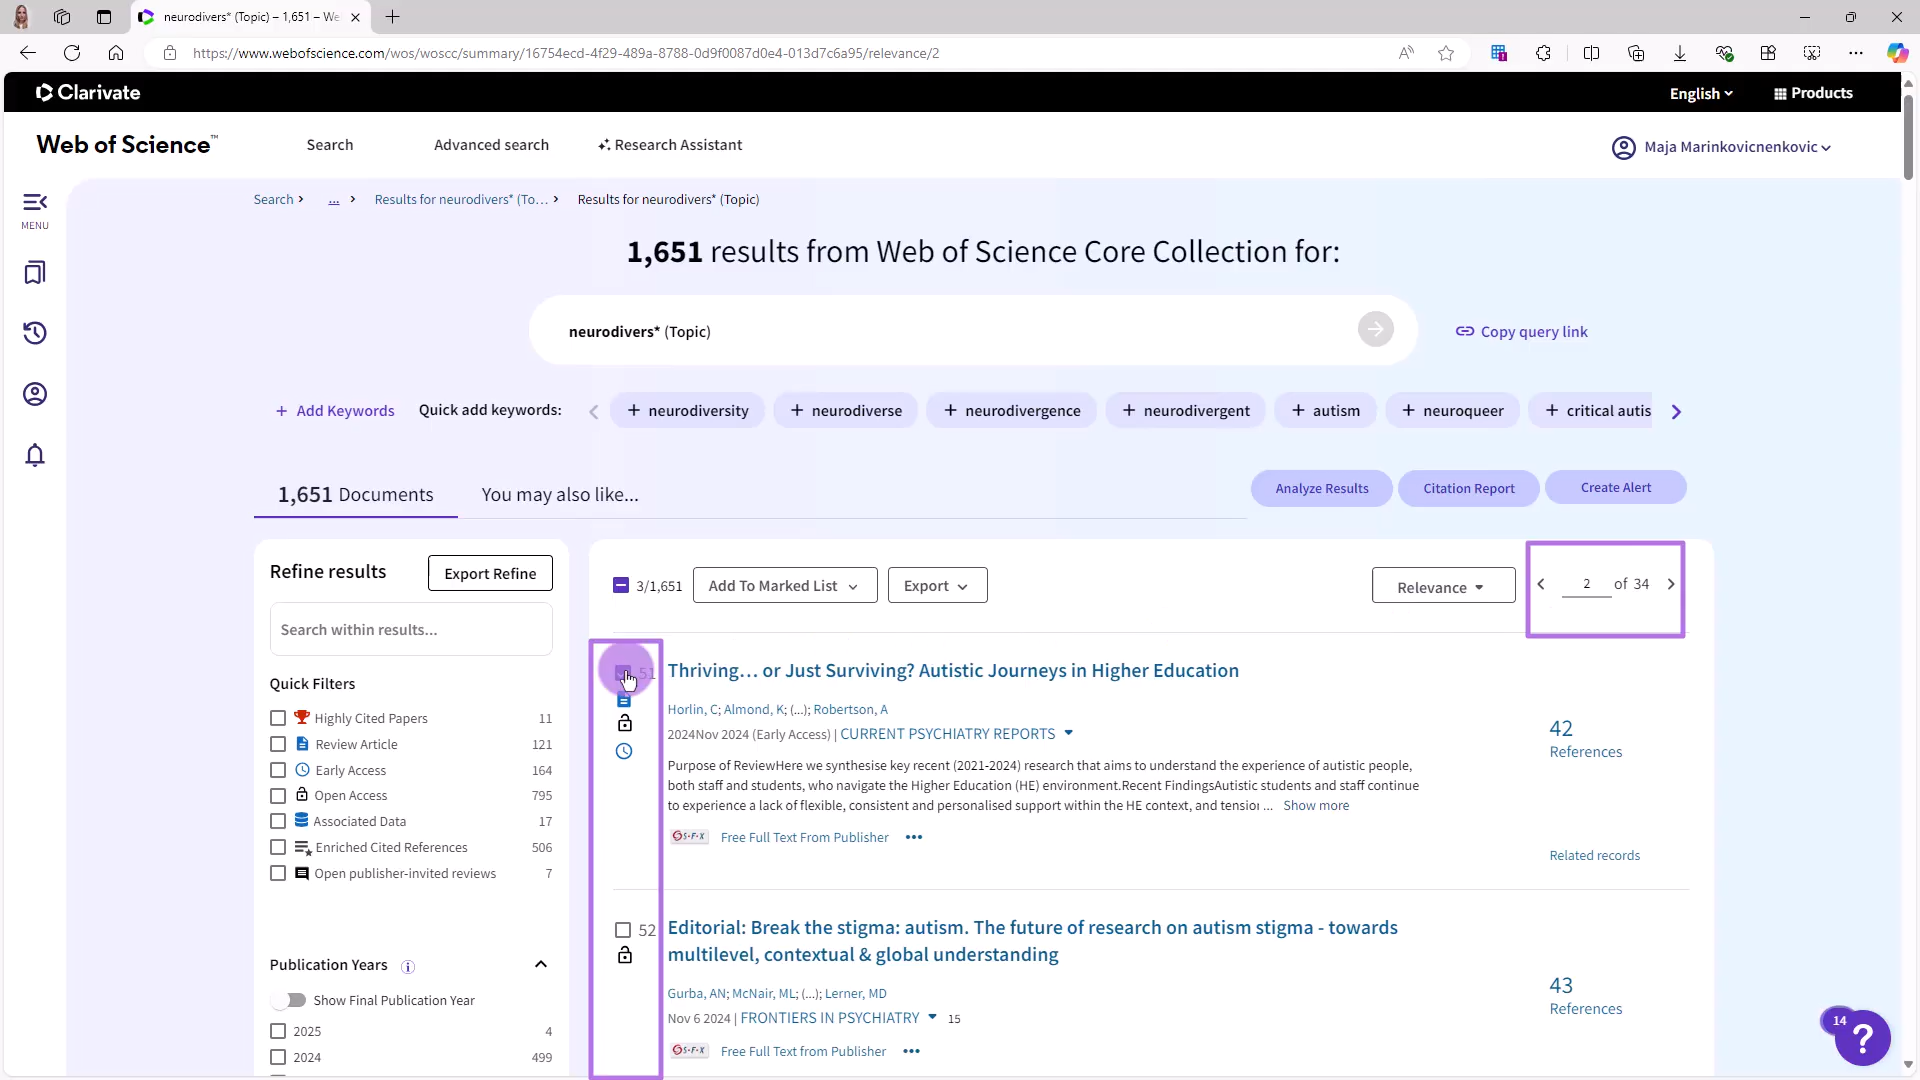 neurodivers* (Topic) – 1,651 – We
https://www.webofscience.com/wos/woscc/summary/16754ecd-4f29-489a-8788-0d9f0087d0e4-013d7c6a95/relevance/2
Clarivate
English
Products
Web of Science™
Search
Advanced search
Research Assistant
Maja Marinkovicnenkovic
MENU
Search
...
Results for neurodivers* (To...
Results for neurodivers* (Topic)
1,651 results from Web of Science Core Collection for:
neurodivers* (Topic)
Copy query link
+ Add Keywords
Quick add keywords:
+ neurodiversity
+ neurodiverse
+ neurodivergence
+ neurodivergent
+ autism
+ neuroqueer
+ critical autis
1,651 Documents
You may also like...
Analyze Results
Citation Report
Create Alert
Refine results
Export Refine
Search within results...
Quick Filters
Highly Cited Papers 11
Review Article 121
Early Access 164
Open Access 795
Associated Data 17
Enriched Cited References 506
Open publisher-invited reviews 7
Publication Years
Show Final Publication Year
2025 4
2024 499
3/1,651
Add To Marked List
Export
Relevance
2 of 34
51 Thriving… or Just Surviving? Autistic Journeys in Higher Education
Horlin, C; Almond, K; (...); Robertson, A
2024Nov 2024 (Early Access) | CURRENT PSYCHIATRY REPORTS
Purpose of ReviewHere we synthesise key recent (2021-2024) research that aims to understand the experience of autistic people,
both staff and students, who navigate the Higher Education (HE) environment.Recent FindingsAutistic students and staff continue
to experience a lack of flexible, consistent and personalised support within the HE context, and tension ... Show more
S·F·X Free Full Text From Publisher •••
42
References
Related records
52 Editorial: Break the stigma: autism. The future of research on autism stigma - towards
multilevel, contextual & global understanding
Gurba, AN; McNair, ML; (...); Lerner, MD
Nov 6 2024 | FRONTIERS IN PSYCHIATRY 15
S·F·X Free Full Text from Publisher •••
43
References
14
?